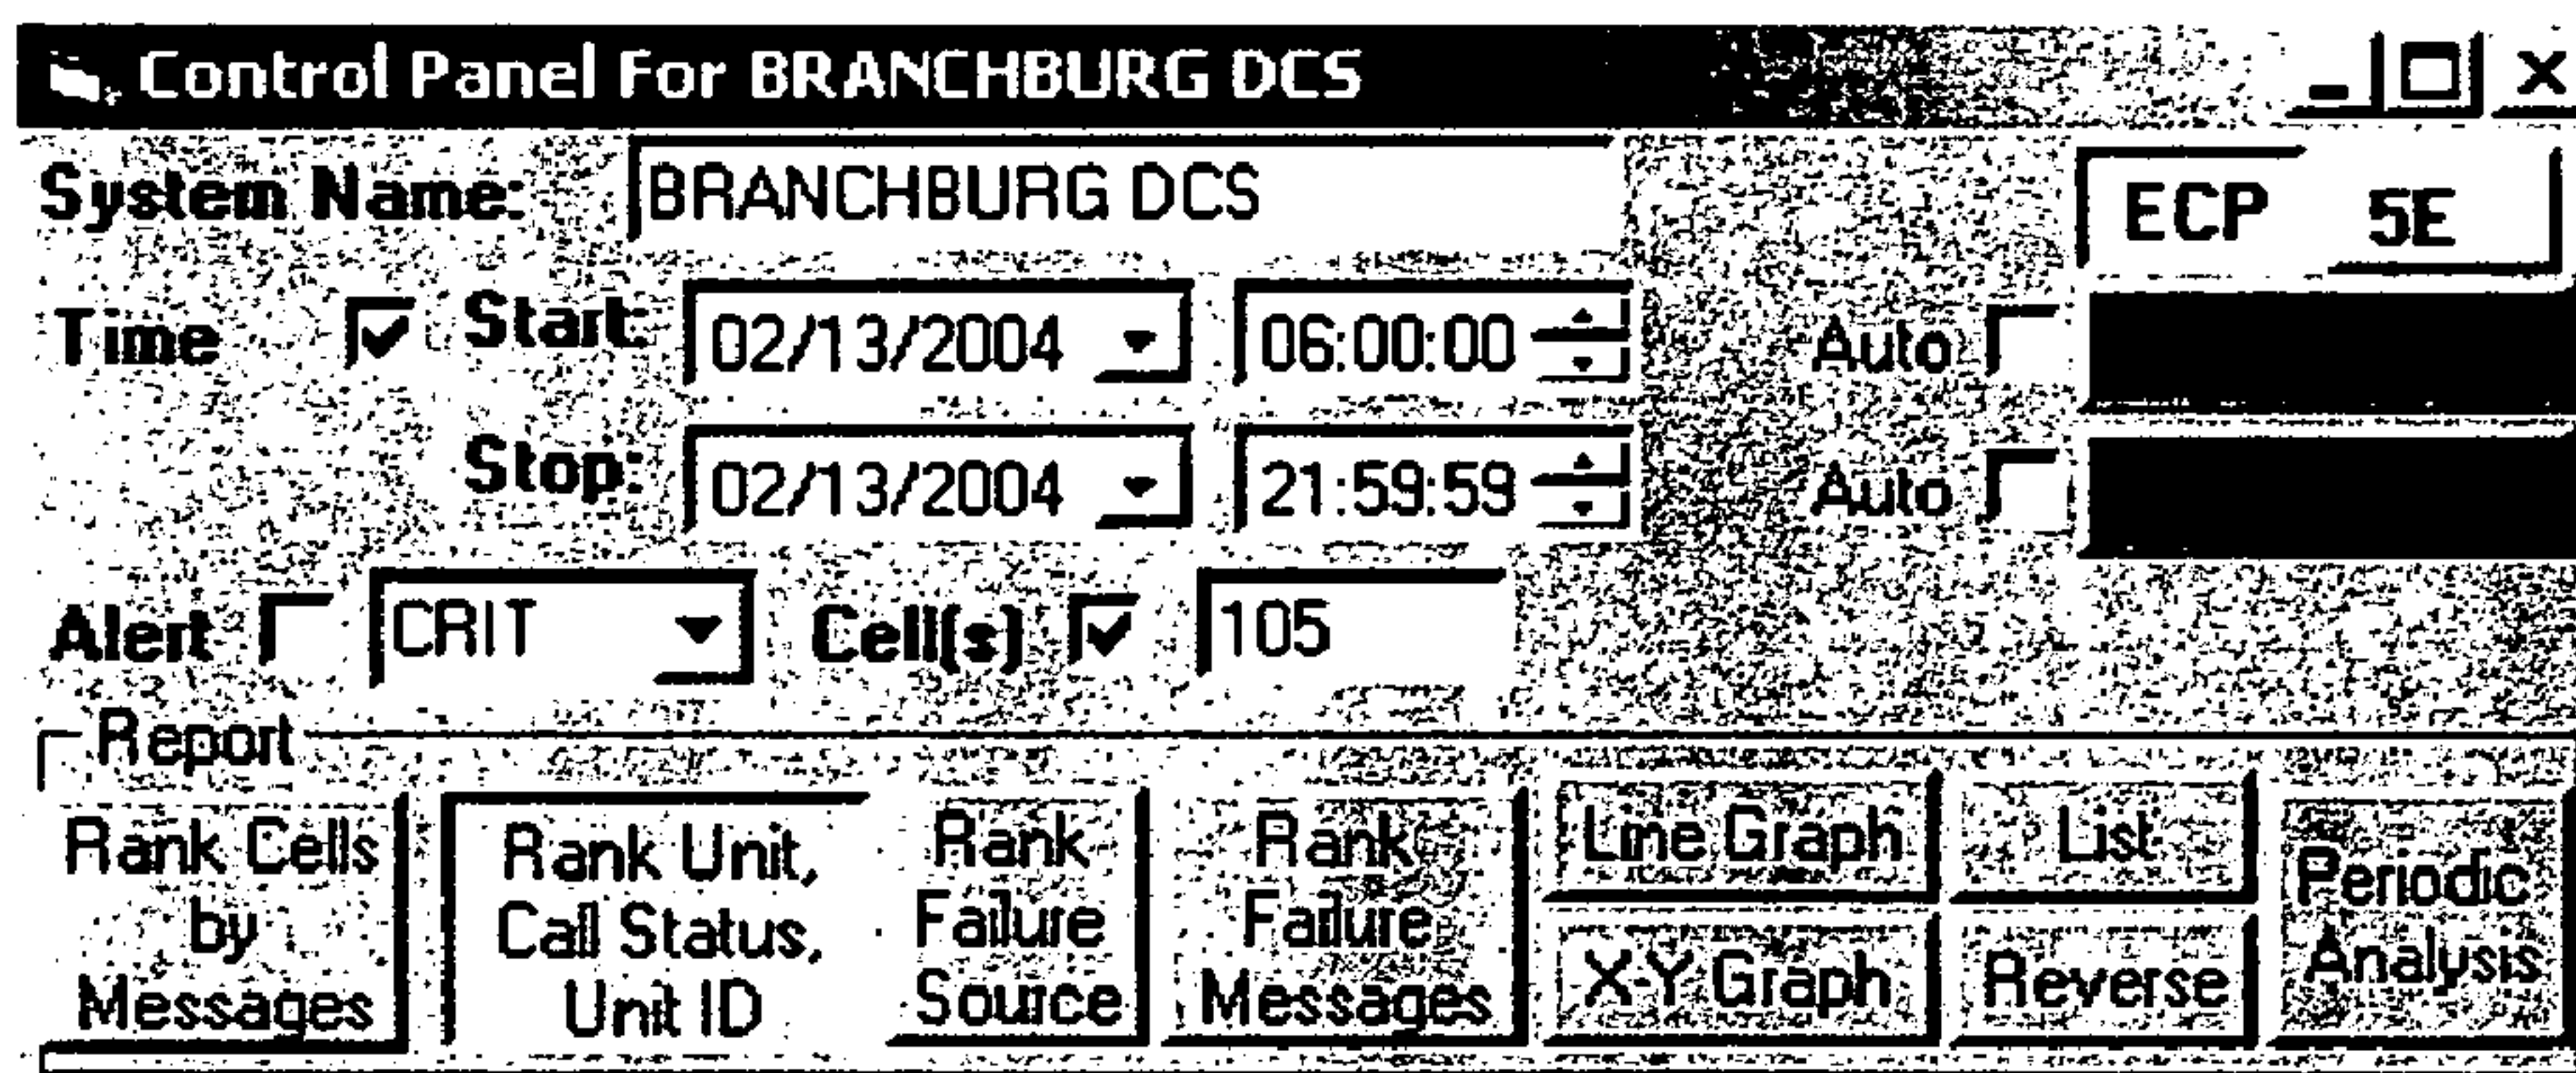 Control Panel For BRANCHBURG DCS
System Name: BRANCHBURG DCS ECP 5E
Time Start: 02/13/2004 06:00:00 Auto
Stop: 02/13/2004 21:59:59 Auto
Alert CRIT Cell(s) 105
Report
Rank Cells by Messages
Rank Unit, Call Status, Unit ID
Rank Failure Source
Rank Failure Messages
Line Graph
X-Y Graph
List
Reverse
Periodic Analysis